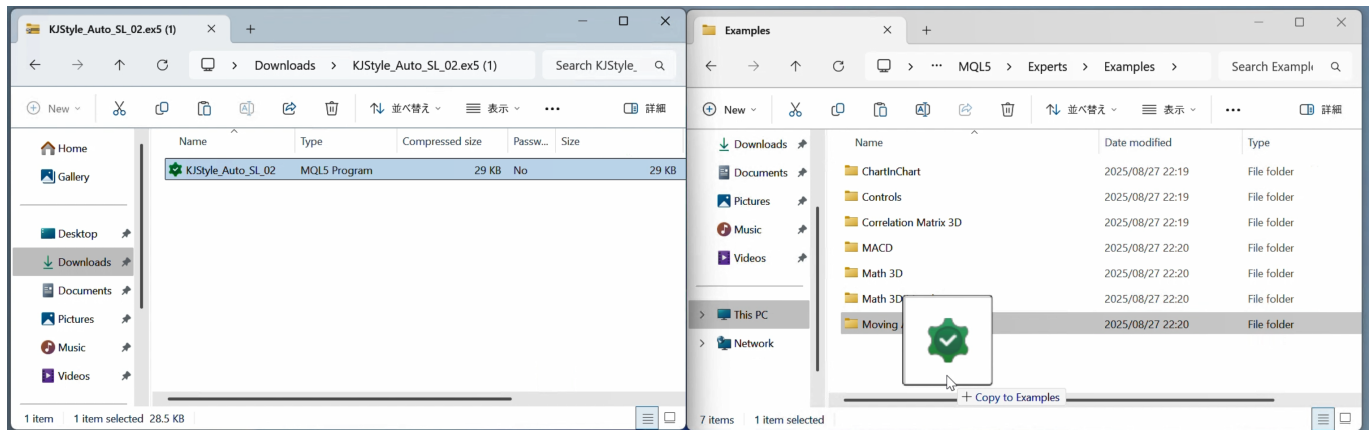 KJStyle_Auto_SL_02.ex5 (1)
Downloads > KJStyle_Auto_SL_02.ex5 (1)
Search KJStyle_
New
並べ替え
表示
詳細
Home
Gallery
Desktop
Downloads
Documents
Pictures
Music
Videos
Name Type Compressed size Passw... Size
KJStyle_Auto_SL_02 MQL5 Program 29 KB No 29 KB
1 item 1 item selected 28.5 KB
Examples
... MQL5 > Experts > Examples >
Search Example
New
並べ替え
表示
詳細
Downloads
Documents
Pictures
Music
Videos
This PC
Network
Name Date modified Type
ChartInChart 2025/08/27 22:19 File folder
Controls 2025/08/27 22:19 File folder
Correlation Matrix 3D 2025/08/27 22:19 File folder
MACD 2025/08/27 22:20 File folder
Math 3D 2025/08/27 22:20 File folder
Math 3D 2025/08/27 22:20 File folder
Moving 2025/08/27 22:20 File folder
+ Copy to Examples
7 items 1 item selected